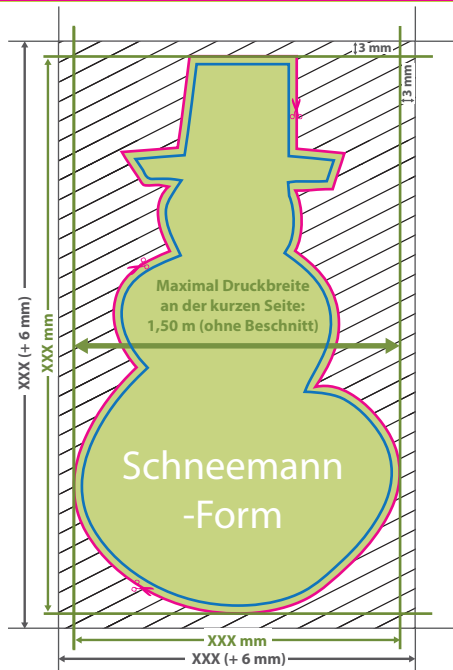 3 mm
3 mm
XXX (+ 6 mm)
XXX mm
Maximal Druckbreite
an der kurzen Seite:
1,50 m (ohne Beschnitt)
Schneemann
-Form
XXX mm
XXX (+ 6 mm)